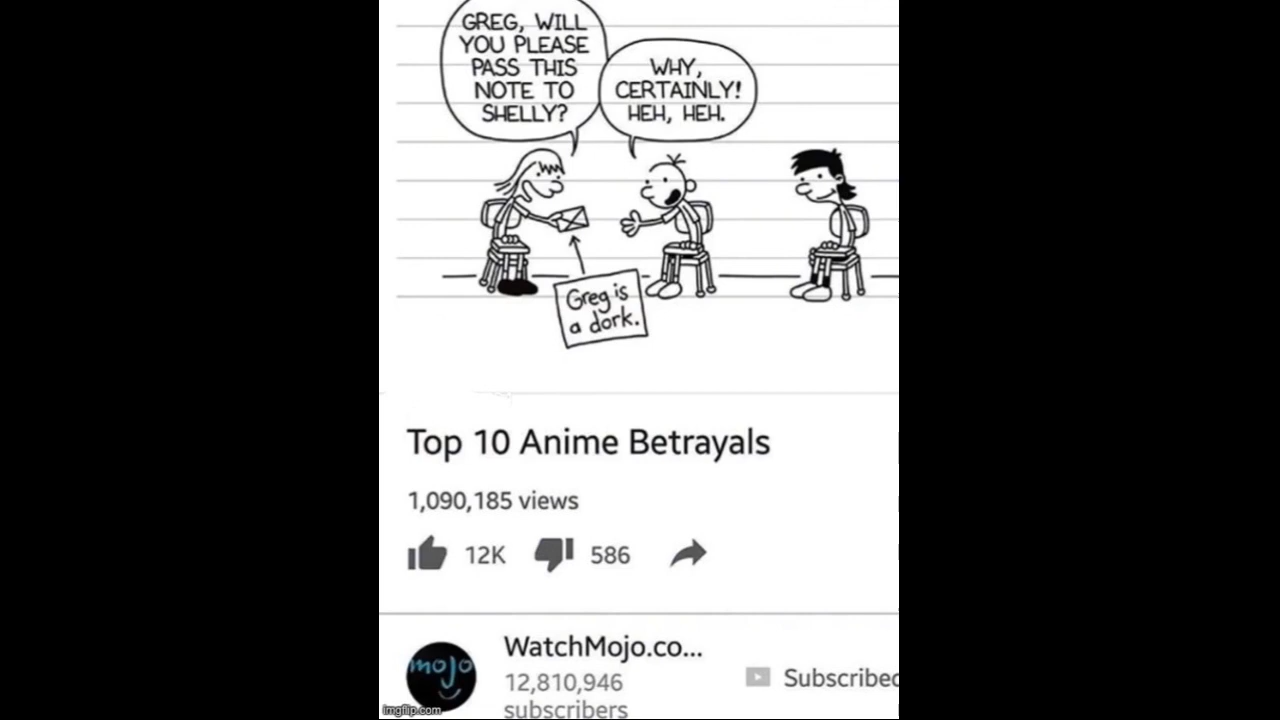 GREG, WILL
YOU PLEASE
PASS THIS
NOTE TO
SHELLY?
WHY,
CERTAINLY!
HEH, HEH.
Greg is
a dork.
Top 10 Anime Betrayals
1,090,185 views
12K 586
mojo
WatchMojo.co...
12,810,946
subscribers
Subscribed
imgflip.com